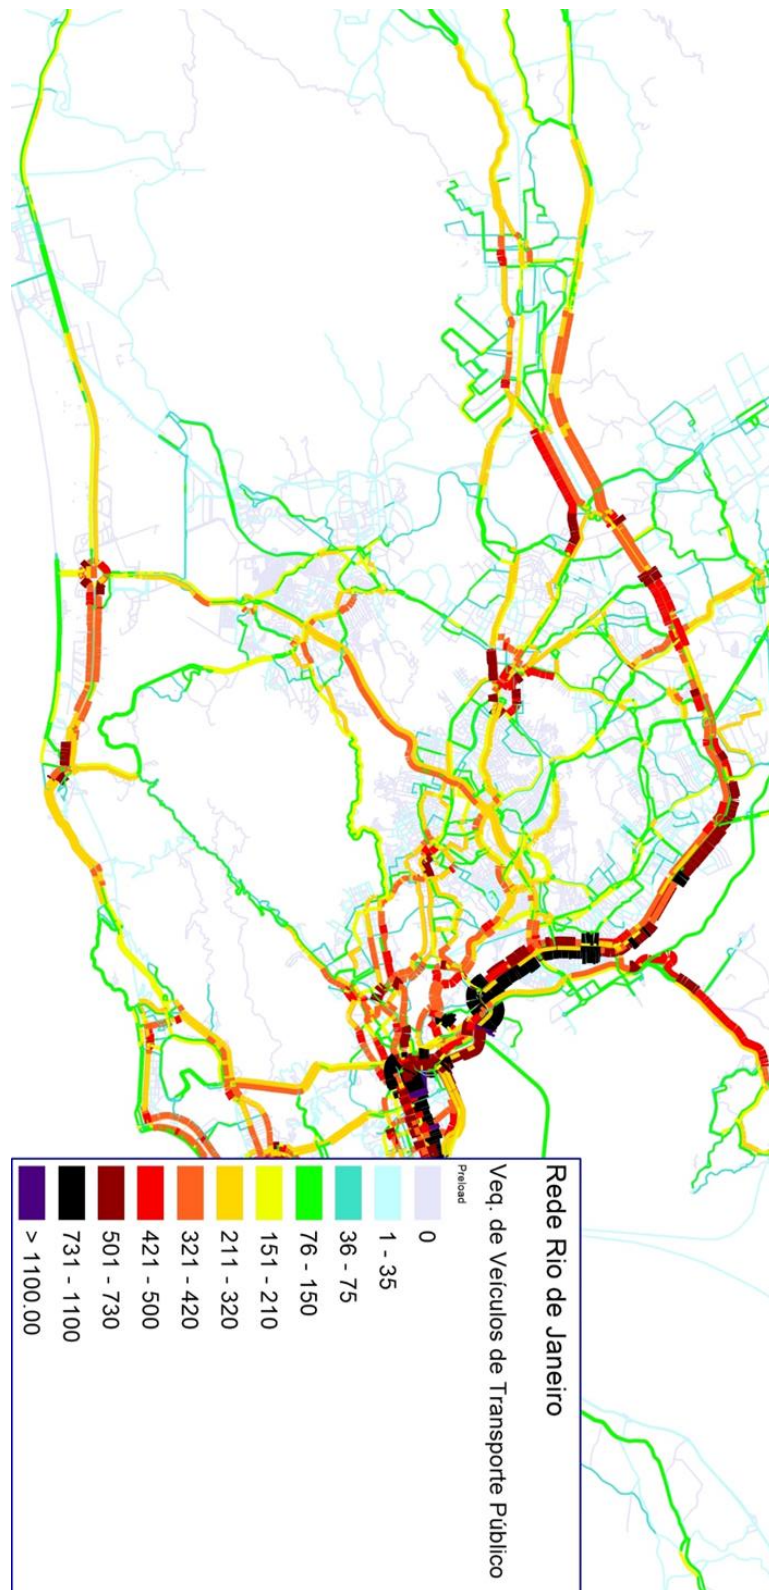 Rede Rio de Janeiro
Veq. de Veículos de Transporte Público
Preload
0
1 - 35
36 - 75
76 - 150
151 - 210
211 - 320
321 - 420
421 - 500
501 - 730
731 - 1100
> 1100.00